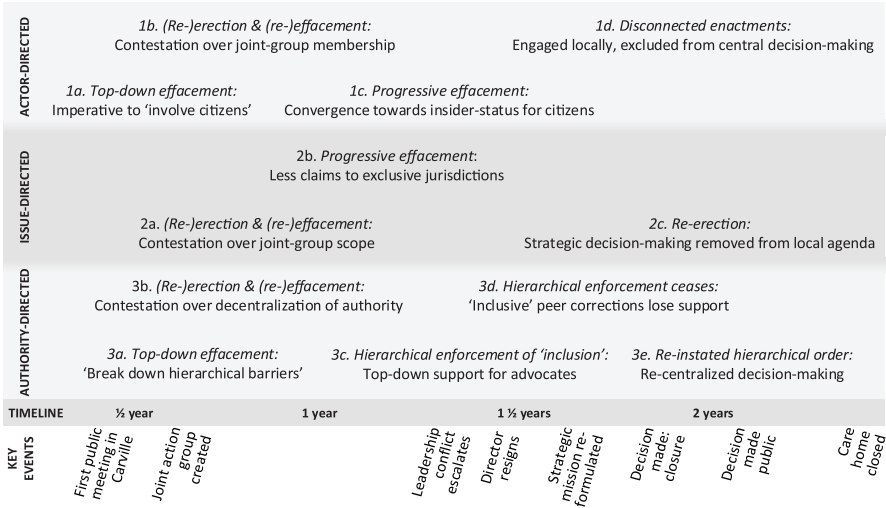 ACTOR-DIRECTED
1b. (Re-)erection & (re-)effacement:
Contestation over joint-group membership
1d. Disconnected enactments:
Engaged locally, excluded from central decision-making
1a. Top-down effacement:
Imperative to ‘involve citizens’
1c. Progressive effacement:
Convergence towards insider-status for citizens
ISSUE-DIRECTED
2b. Progressive effacement:
Less claims to exclusive jurisdictions
2a. (Re-)erection & (re-)effacement:
Contestation over joint-group scope
2c. Re-erection:
Strategic decision-making removed from local agenda
AUTHORITY-DIRECTED
3b. (Re-)erection & (re-)effacement:
Contestation over decentralization of authority
3d. Hierarchical enforcement ceases:
‘Inclusive’ peer corrections lose support
3a. Top-down effacement:
‘Break down hierarchical barriers’
3c. Hierarchical enforcement of ‘inclusion’:
Top-down support for advocates
3e. Re-instated hierarchical order:
Re-centralized decision-making
TIMELINE
½ year
1 year
1 ½ years
2 years
KEY
EVENTS
First public
meeting in
Carville
Joint action
group
created
Leadership
conflict
escalates
Director
resigns
Strategic
mission re-
formulated
Decision
made:
closure
Decision
made
public
Care
home
closed